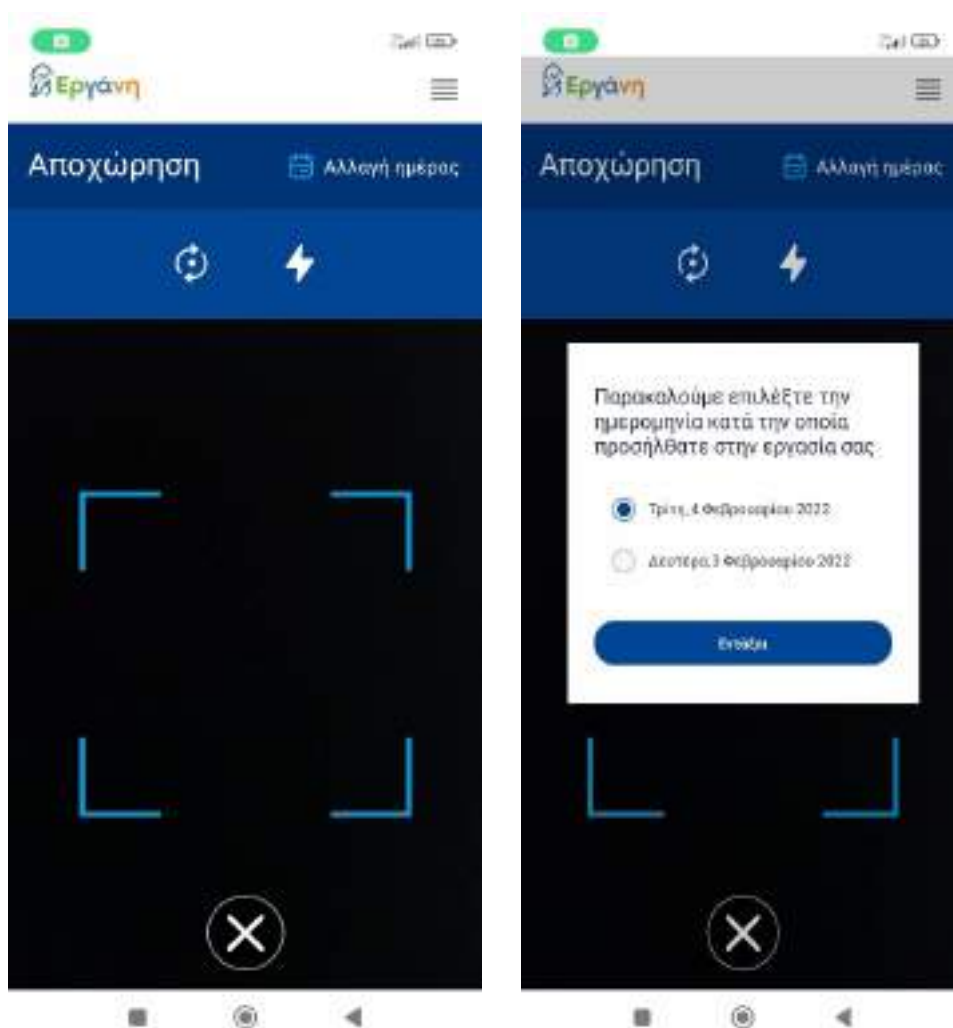 Εργάνη
Αποχώρηση
Αλλαγή ημέρας
Εργάνη
Αποχώρηση
Αλλαγή ημέρας
Παρακαλούμε επιλέξτε την
ημερομηνία κατά την οποία
προσήλθατε στην εργασία σας
Τρίτη, 4 Φεβρουαρίου 2022
Δευτέρα, 3 Φεβρουαρίου 2022
Εντάξει